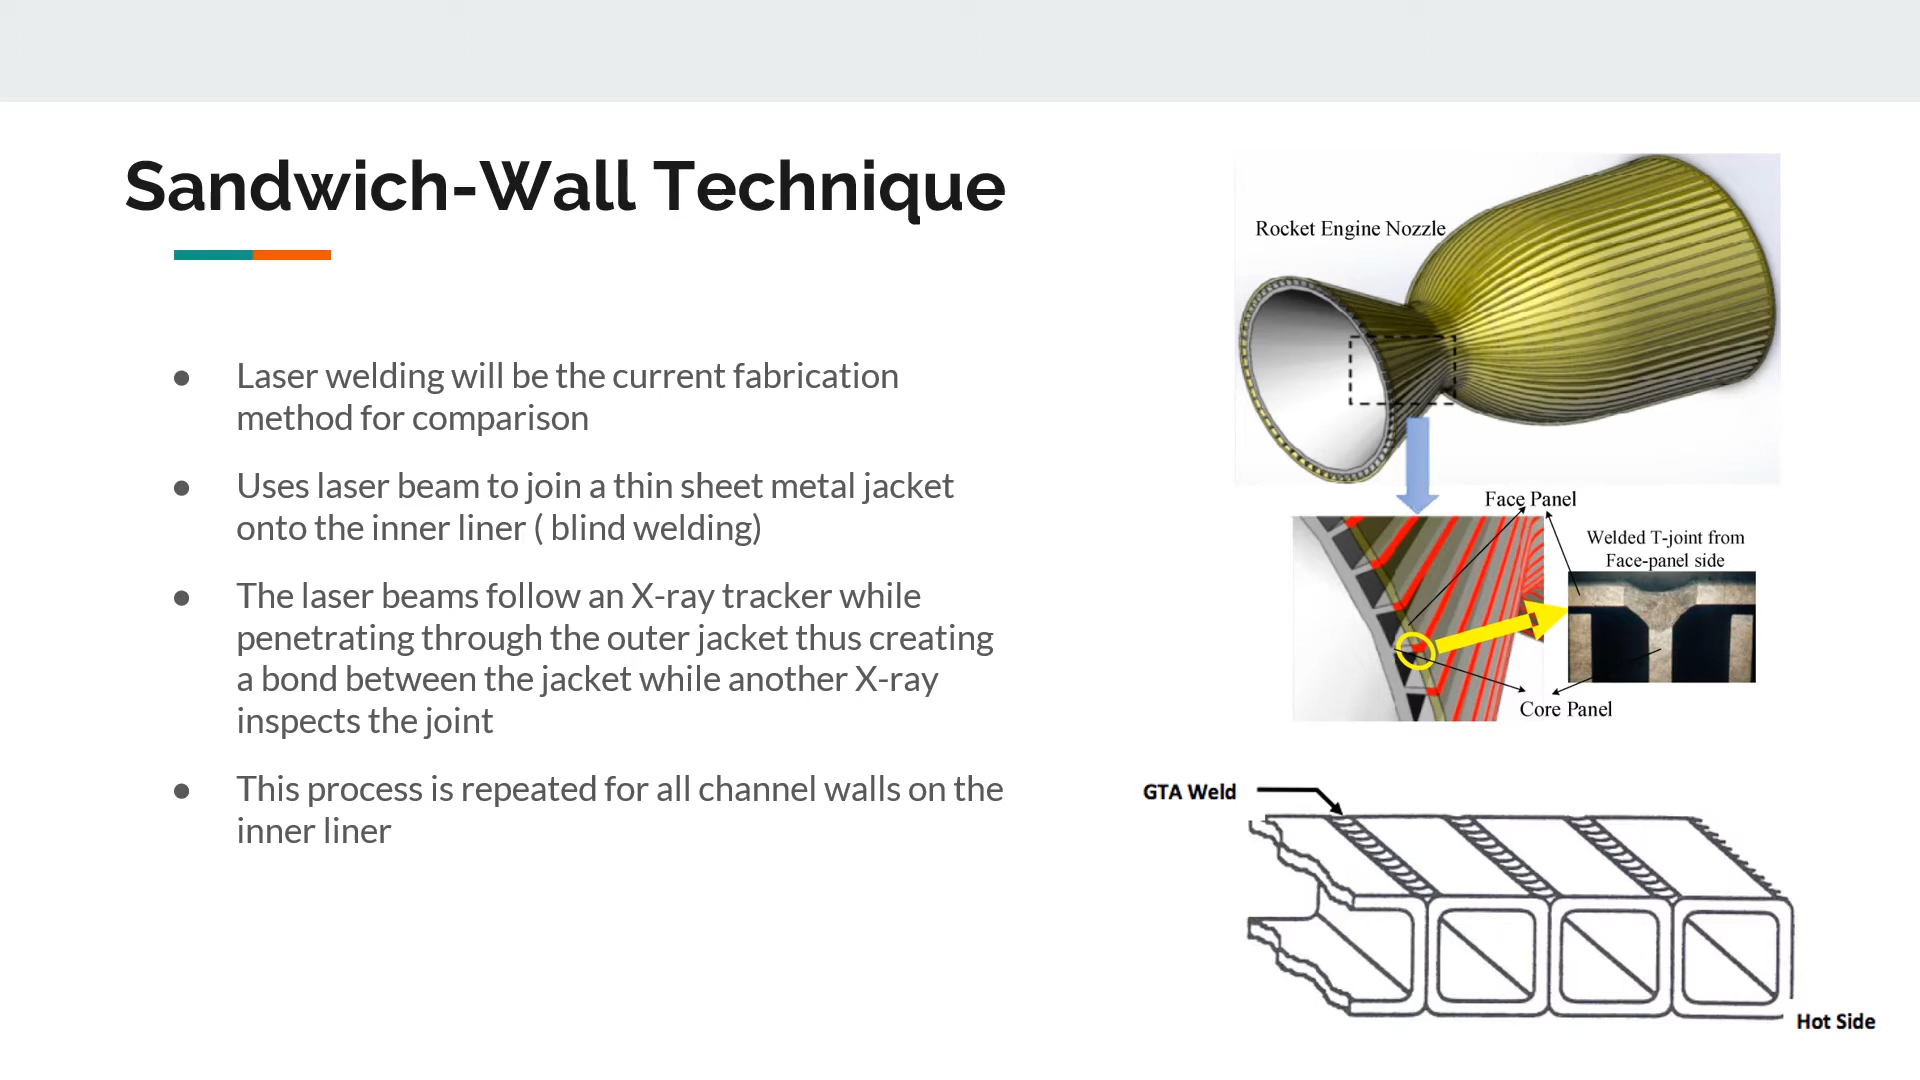 Sandwich-Wall Technique
● Laser welding will be the current fabrication
method for comparison
● Uses laser beam to join a thin sheet metal jacket
onto the inner liner ( blind welding)
● The laser beams follow an X-ray tracker while
penetrating through the outer jacket thus creating
a bond between the jacket while another X-ray
inspects the joint
● This process is repeated for all channel walls on the
inner liner
Rocket Engine Nozzle
Face Panel
Welded T-joint from
Face-panel side
Core Panel
GTA Weld
Hot Side